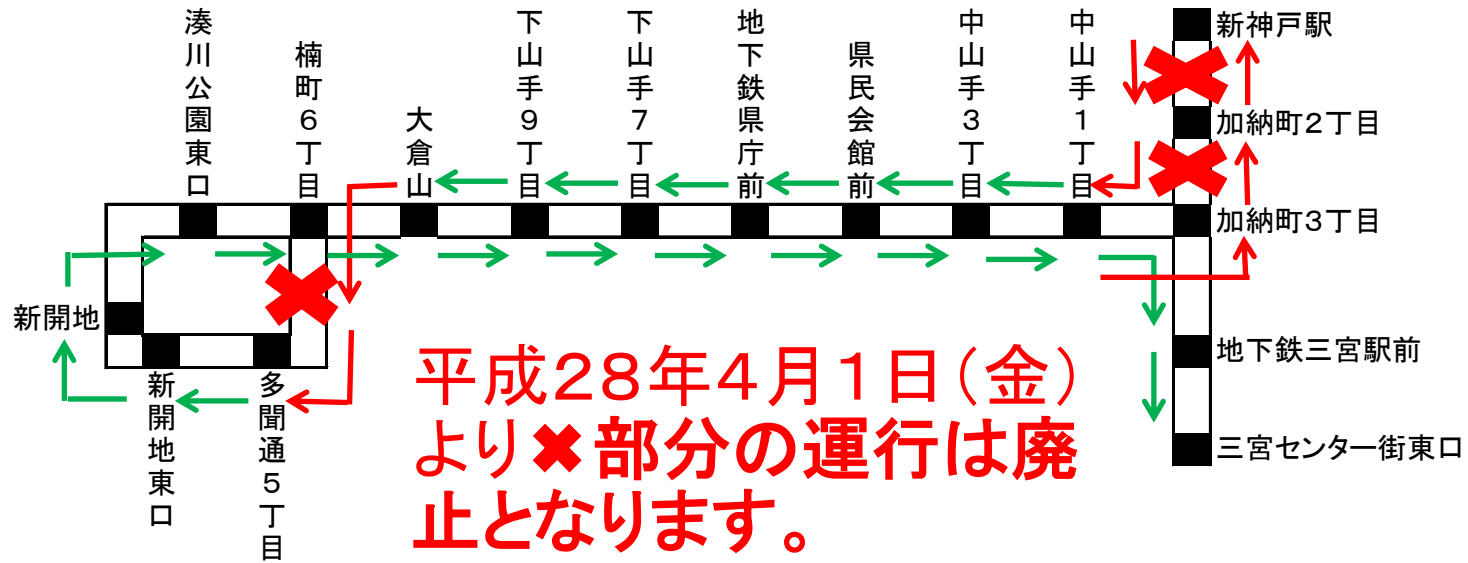 湊川公園東口
楠町6丁目
大倉山
下山手9丁目
下山手7丁目
地下鉄県庁前
県民会館前
中山手3丁目
中山手1丁目
新神戸駅
加納町2丁目
加納町3丁目
地下鉄三宮駅前
三宮センター街東口
新開地
新開地東口
多聞通5丁目
平成28年4月1日(金)
より✖部分の運行は廃
止となります。